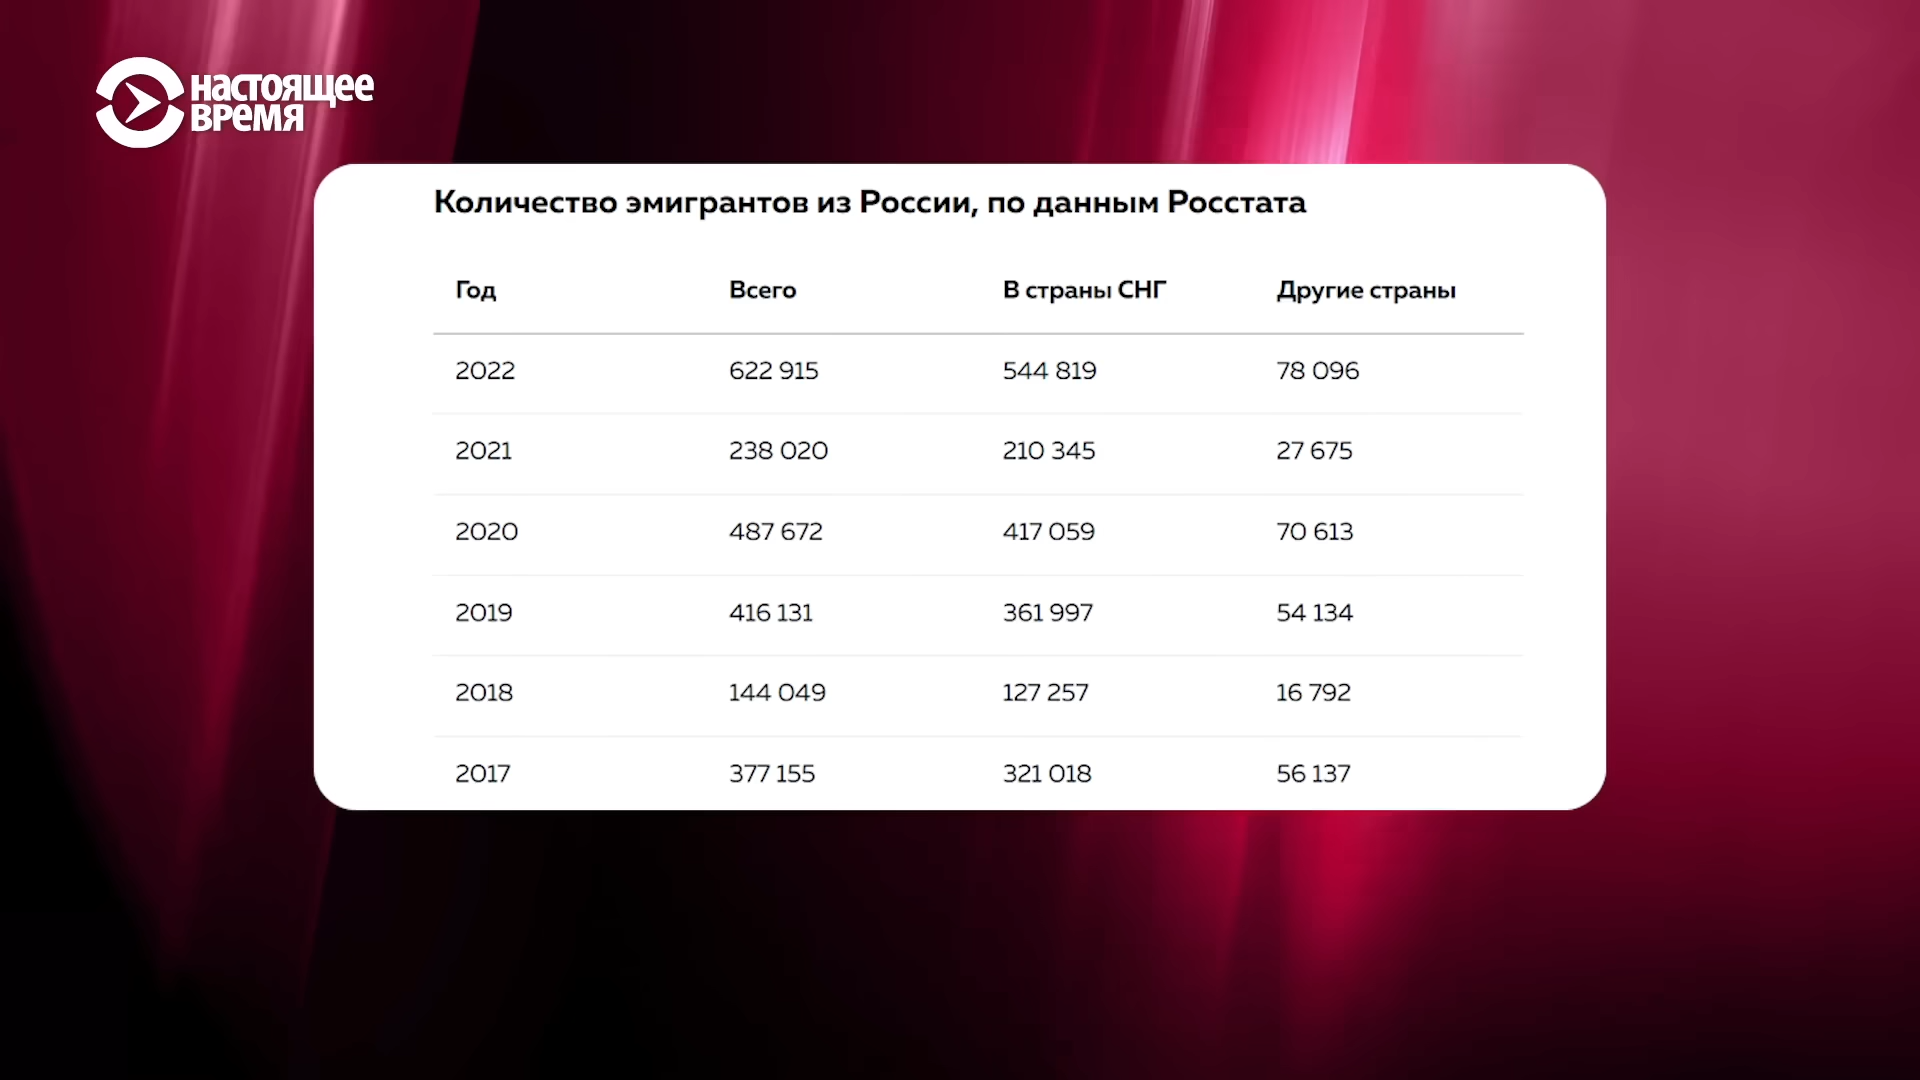 настоящее
время
Количество эмигрантов из России, по данным Росстата
Год Всего В страны СНГ Другие страны
2022 622 915 544 819 78 096
2021 238 020 210 345 27 675
2020 487 672 417 059 70 613
2019 416 131 361 997 54 134
2018 144 049 127 257 16 792
2017 377 155 321 018 56 137